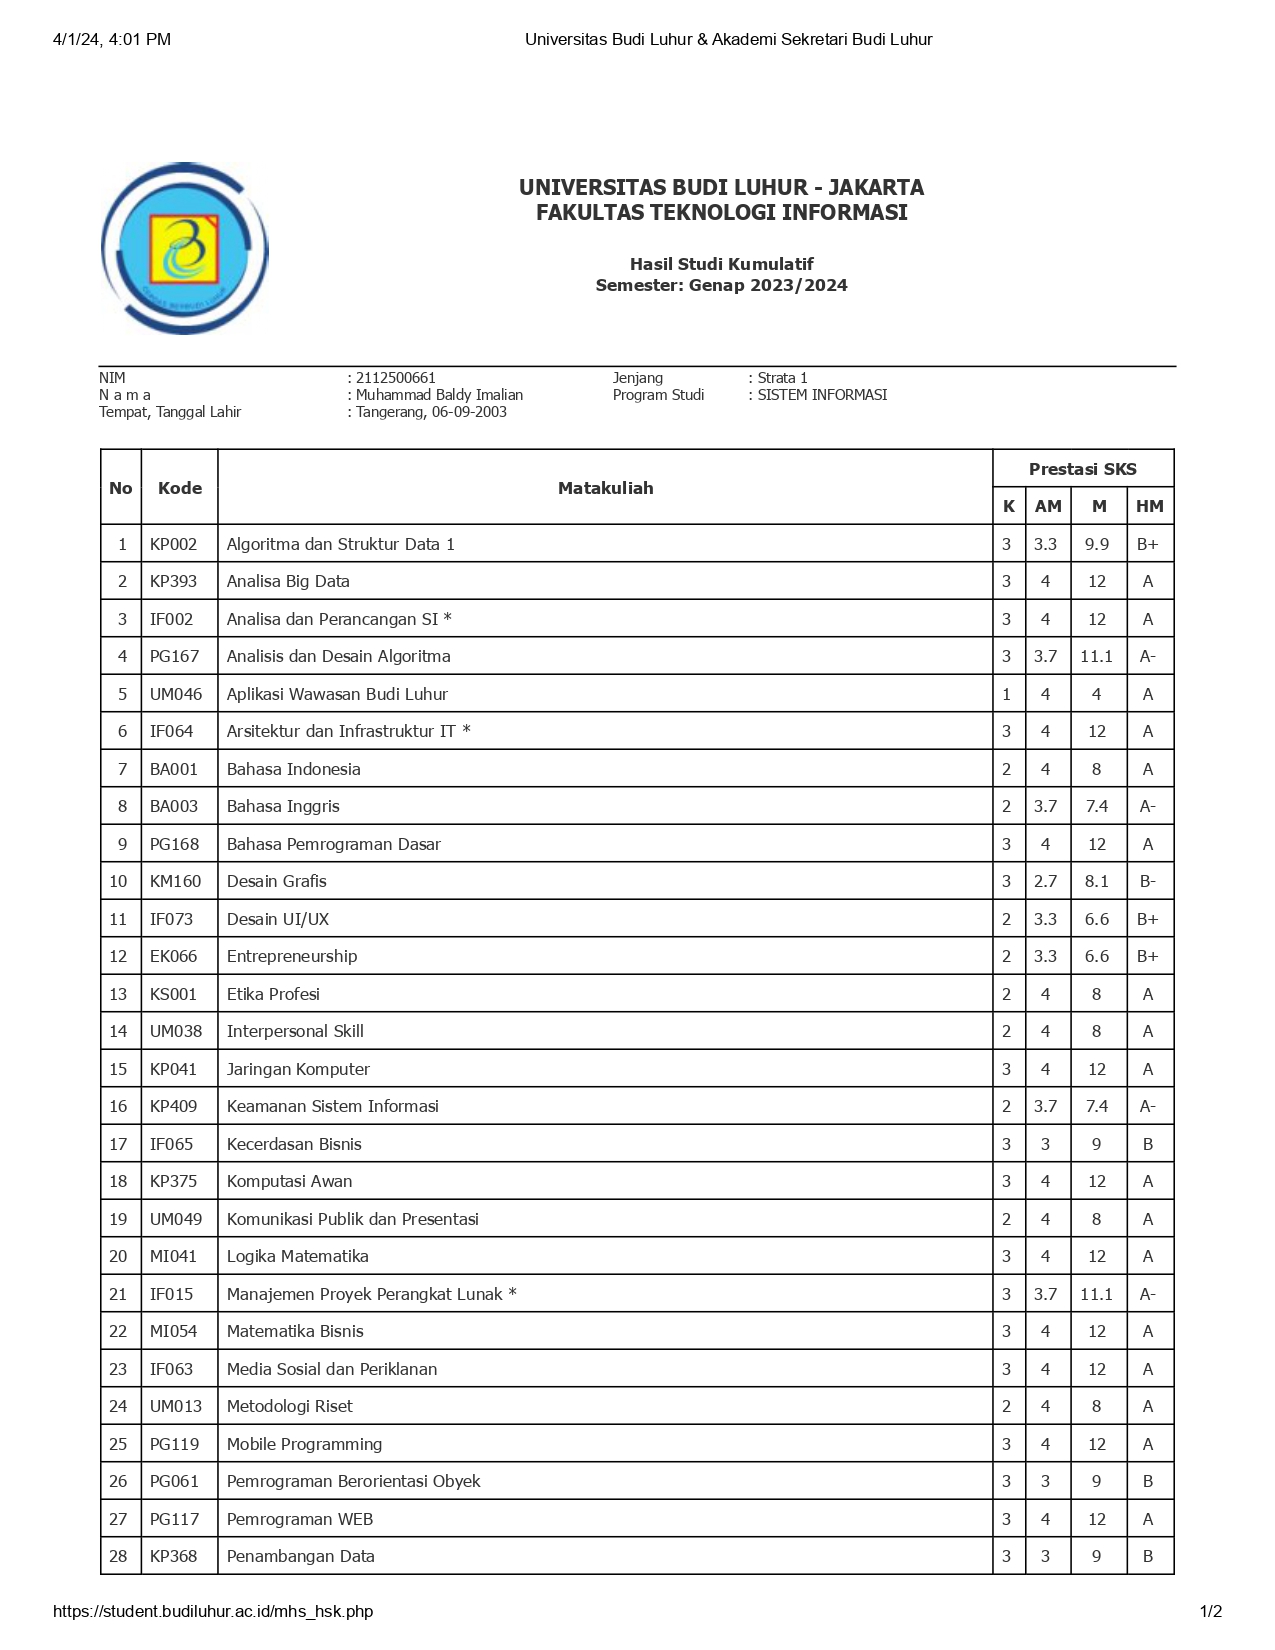 4/1/24, 4:01 PM Universitas Budi Luhur & Akademi Sekretari Budi Luhur
UNIVERSITAS BUDI LUHUR - JAKARTA
FAKULTAS TEKNOLOGI INFORMASI
Hasil Studi Kumulatif
Semester: Genap 2023/2024
NIM : 2112500661 Jenjang : Strata 1
N a m a : Muhammad Baldy Imalian Program Studi : SISTEM INFORMASI
Tempat, Tanggal Lahir : Tangerang, 06-09-2003
No Kode Matakuliah Prestasi SKS
K AM M HM
1 KP002 Algoritma dan Struktur Data 1 3 3.3 9.9 B+
2 KP393 Analisa Big Data 3 4 12 A
3 IF002 Analisa dan Perancangan SI * 3 4 12 A
4 PG167 Analisis dan Desain Algoritma 3 3.7 11.1 A-
5 UM046 Aplikasi Wawasan Budi Luhur 1 4 4 A
6 IF064 Arsitektur dan Infrastruktur IT * 3 4 12 A
7 BA001 Bahasa Indonesia 2 4 8 A
8 BA003 Bahasa Inggris 2 3.7 7.4 A-
9 PG168 Bahasa Pemrograman Dasar 3 4 12 A
10 KM160 Desain Grafis 3 2.7 8.1 B-
11 IF073 Desain UI/UX 2 3.3 6.6 B+
12 EK066 Entrepreneurship 2 3.3 6.6 B+
13 KS001 Etika Profesi 2 4 8 A
14 UM038 Interpersonal Skill 2 4 8 A
15 KP041 Jaringan Komputer 3 4 12 A
16 KP409 Keamanan Sistem Informasi 2 3.7 7.4 A-
17 IF065 Kecerdasan Bisnis 3 3 9 B
18 KP375 Komputasi Awan 3 4 12 A
19 UM049 Komunikasi Publik dan Presentasi 2 4 8 A
20 MI041 Logika Matematika 3 4 12 A
21 IF015 Manajemen Proyek Perangkat Lunak * 3 3.7 11.1 A-
22 MI054 Matematika Bisnis 3 4 12 A
23 IF063 Media Sosial dan Periklanan 3 4 12 A
24 UM013 Metodologi Riset 2 4 8 A
25 PG119 Mobile Programming 3 4 12 A
26 PG061 Pemrograman Berorientasi Obyek 3 3 9 B
27 PG117 Pemrograman WEB 3 4 12 A
28 KP368 Penambangan Data 3 3 9 B
https://student.budiluhur.ac.id/mhs_hsk.php 1/2